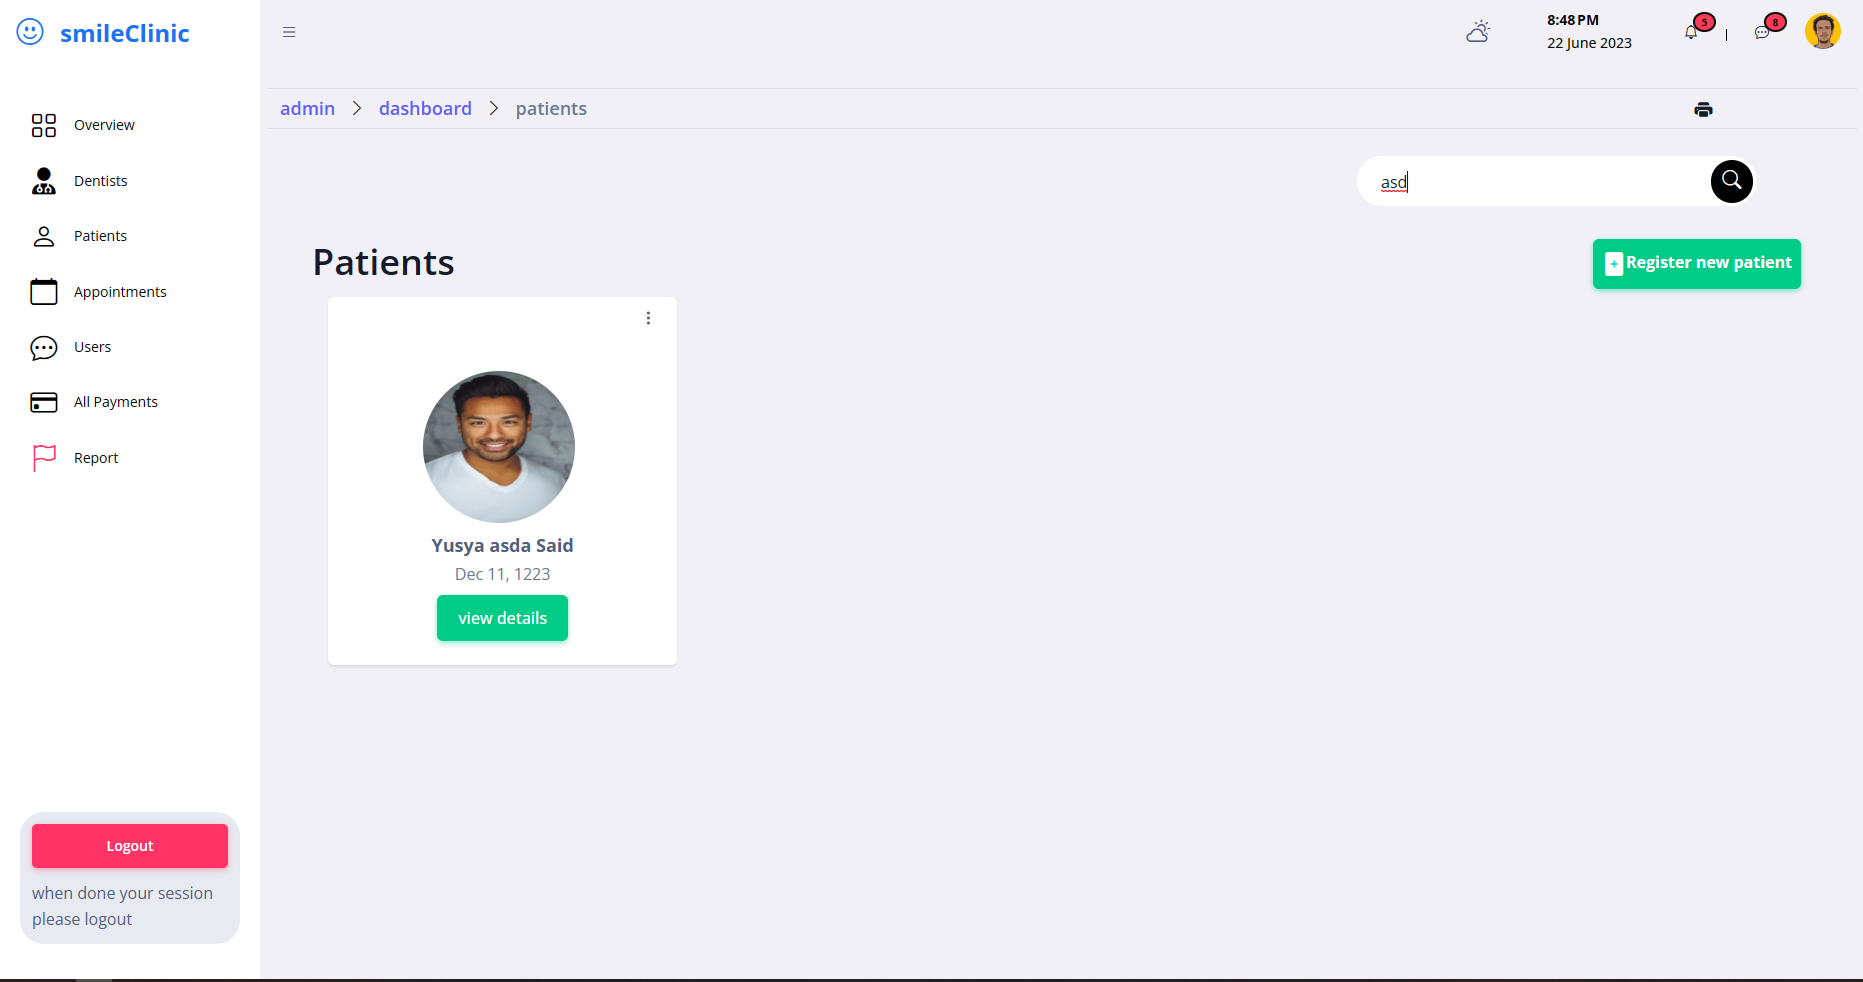 smileClinic
8:48 PM
22 June 2023
5
8
admin > dashboard > patients
Overview
Dentists
Patients
Appointments
Users
All Payments
Report
asd
Patients
Register new patient
Yusya asda Said
Dec 11, 1223
view details
Logout
when done your session
please logout